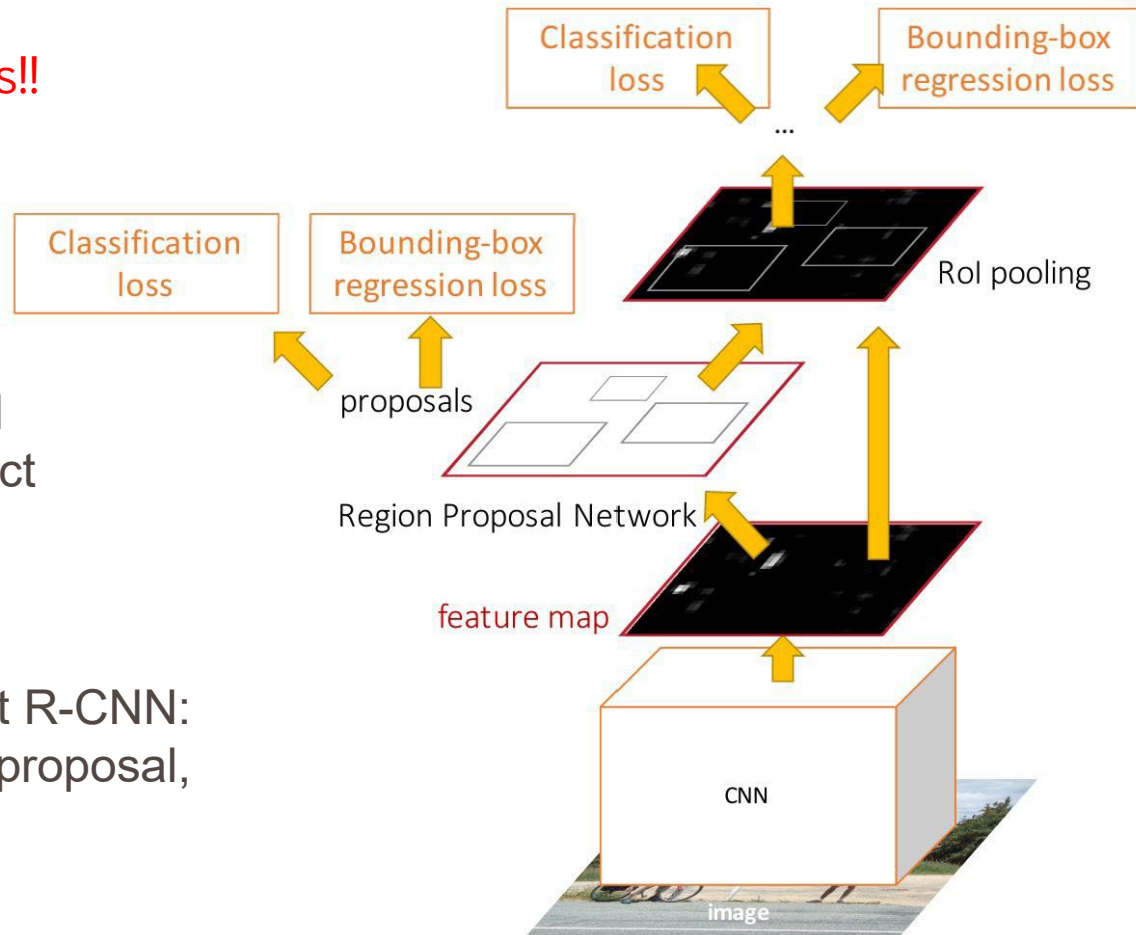 s!!
ct
t R-CNN:
proposal,
Classification
loss
Bounding-box
regression loss
...
RoI pooling
Classification
loss
Bounding-box
regression loss
proposals
Region Proposal Network
feature map
CNN
image